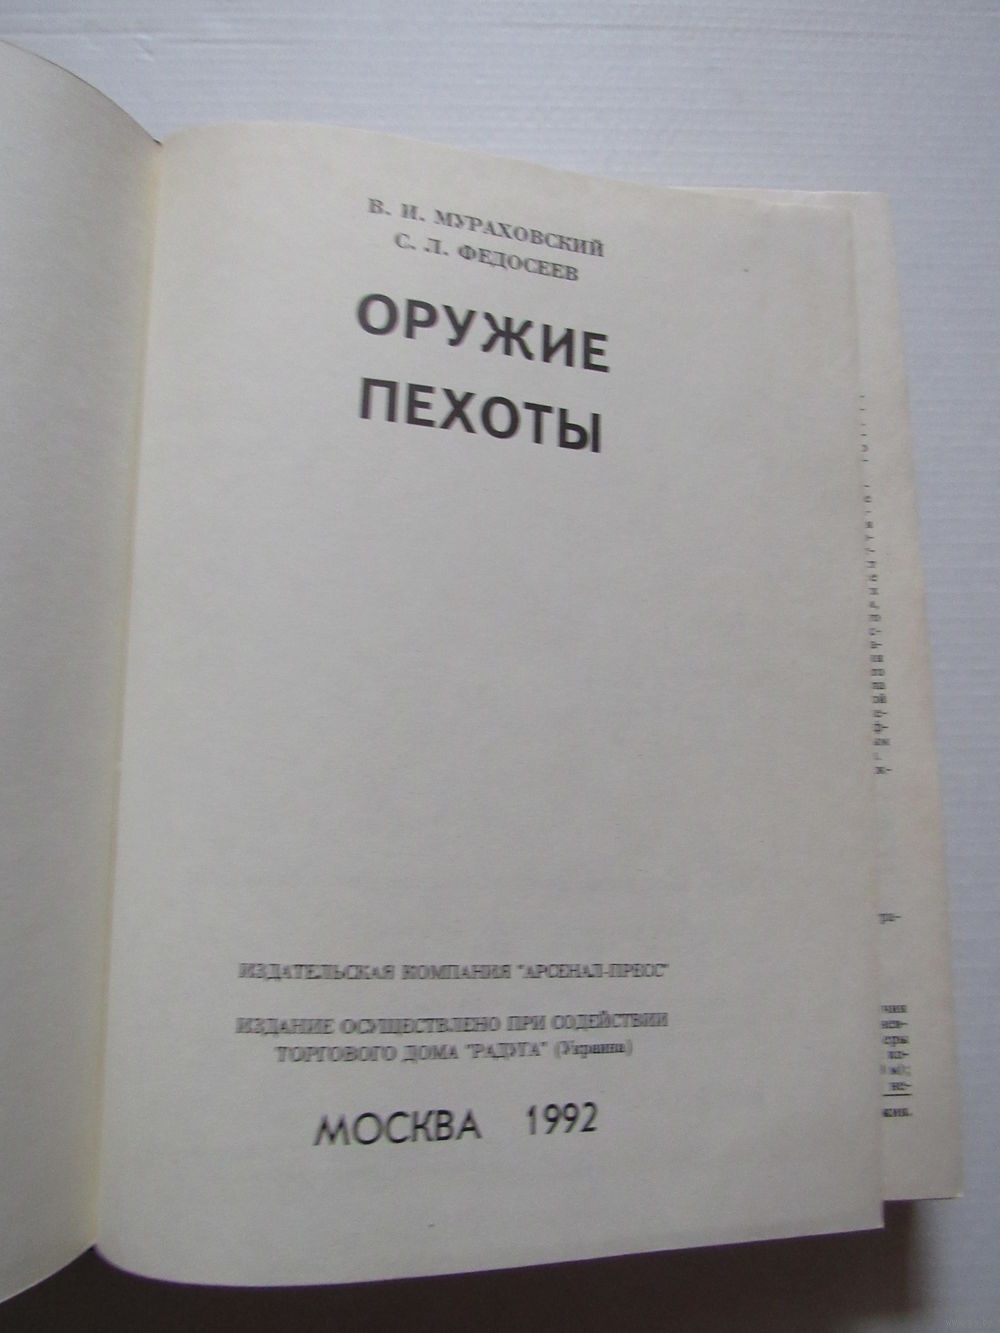 В. И. МУРАХОВСКИЙ
С. Л. ФЕДОСЕЕВ
ОРУЖИЕ
ПЕХОТЫ
ИЗДАТЕЛЬСКАЯ КОМПАНИЯ "АРСЕНАЛ-ПРЕСС"
ИЗДАНИЕ ОСУЩЕСТВЛЕНО ПРИ СОДЕЙСТВИИ
ТОРГОВОГО ДОМА "РАДУГА" (Украина)
МОСКВА 1992